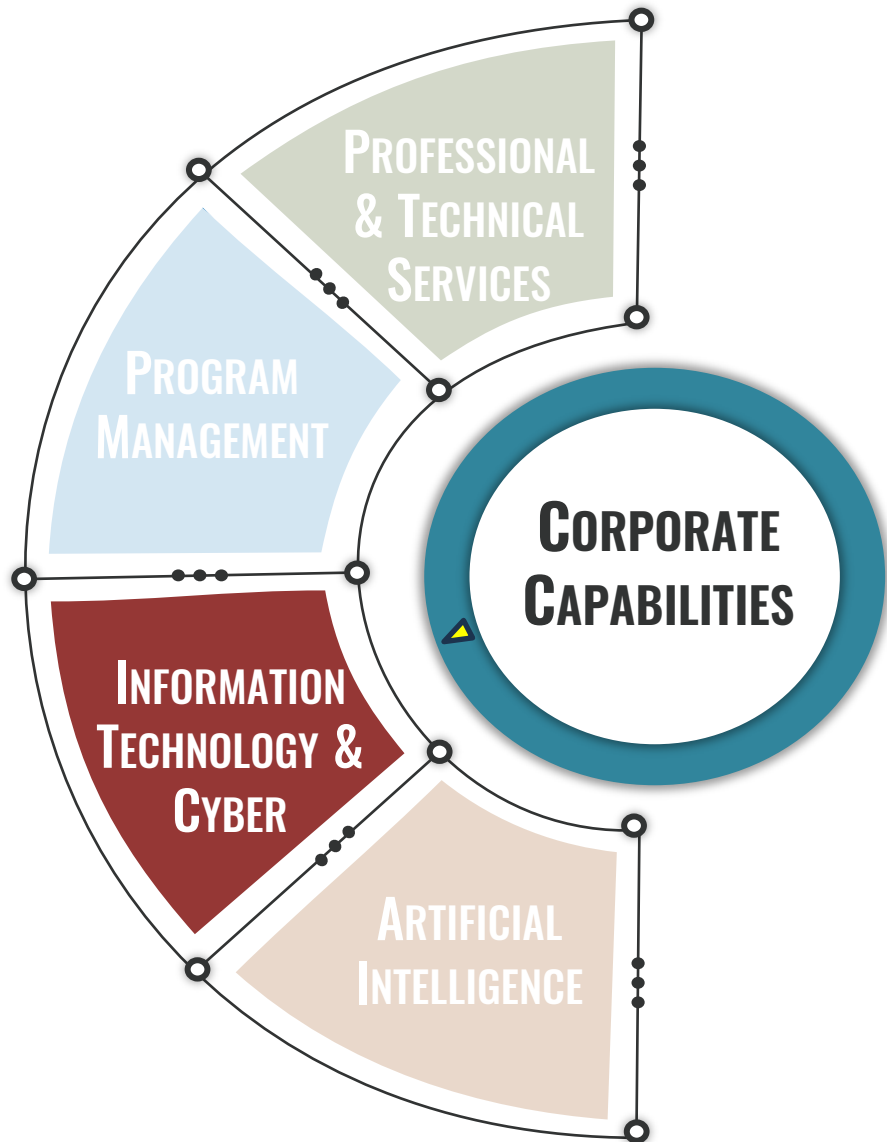 PROFESSIONAL
& TECHNICAL
SERVICES
PROGRAM
MANAGEMENT
CORPORATE
CAPABILITIES
INFORMATION
TECHNOLOGY &
CYBER
ARTIFICIAL
INTELLIGENCE